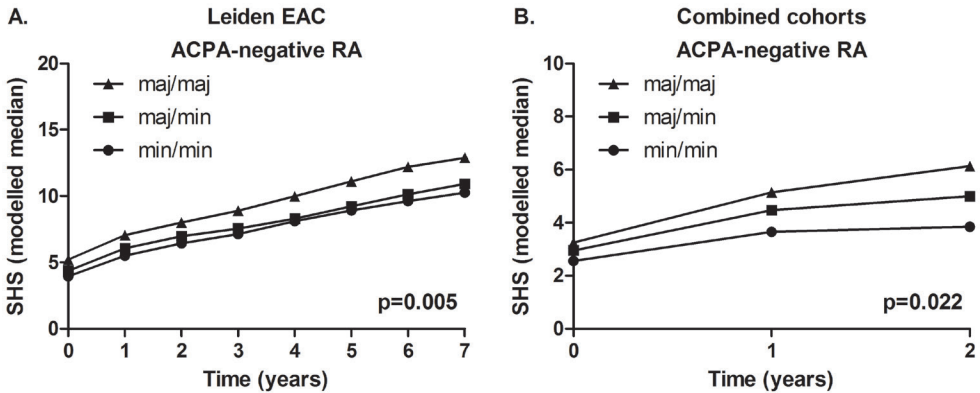 A.
Leiden EAC
ACPA-negative RA
20
15
10
5
0
SHS (modelled median)
maj/maj
maj/min
min/min
p=0.005
0 1 2 3 4 5 6 7
Time (years)
B.
Combined cohorts
ACPA-negative RA
10
8
6
4
2
0
SHS (modelled median)
maj/maj
maj/min
min/min
p=0.022
0 1 2
Time (years)